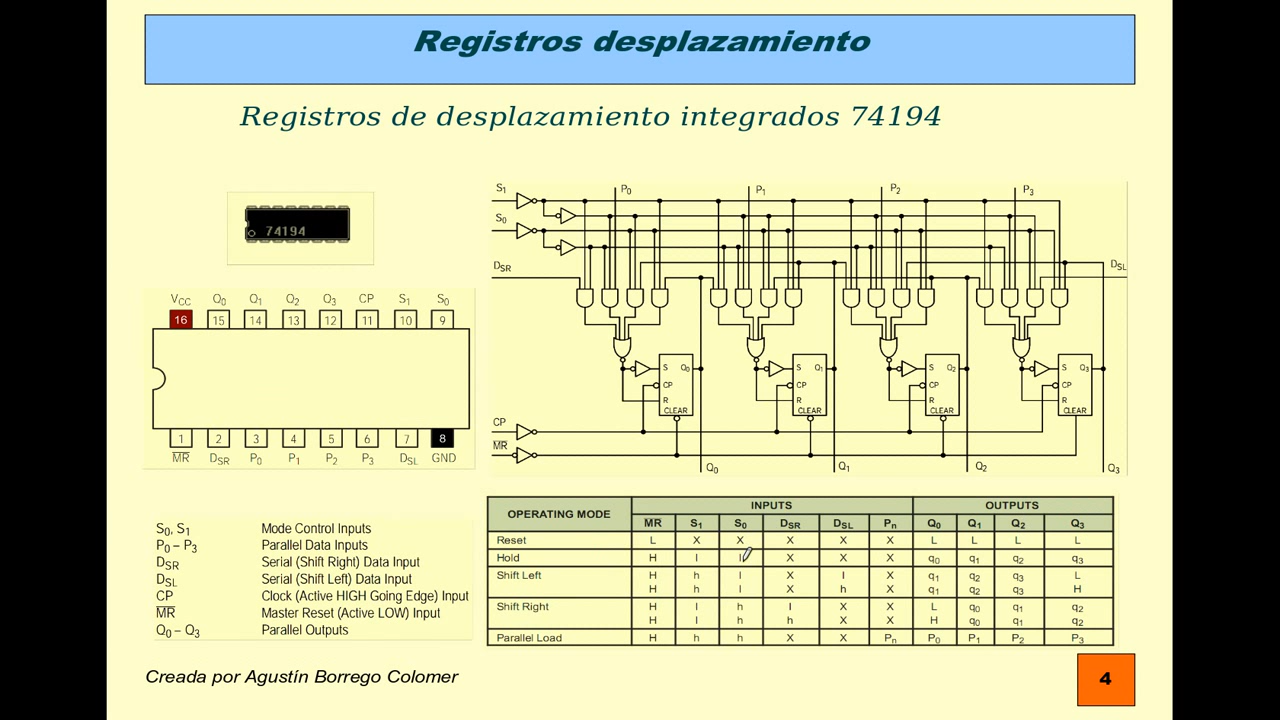 Registros desplazamiento
Registros de desplazamiento integrados 74194
74194
VCC Q0 Q1 Q2 Q3 CP S1 S0
16 15 14 13 12 11 10 9
1 2 3 4 5 6 7 8
M̅R̅ DSR P0 P1 P2 P3 DSL GND
S1 P0 P1 P2 P3
S0
DSR DSL
S Q0 S Q1 S Q2 S Q3
CP CP CP CP
R R R R
CLEAR CLEAR CLEAR CLEAR
CP
M̅R̅
Q0 Q1 Q2 Q3
S0, S1 Mode Control Inputs
P0 – P3 Parallel Data Inputs
DSR Serial (Shift Right) Data Input
DSL Serial (Shift Left) Data Input
CP Clock (Active HIGH Going Edge) Input
M̅R̅ Master Reset (Active LOW) Input
Q0 – Q3 Parallel Outputs
OPERATING MODE INPUTS OUTPUTS
MR S1 S0 DSR DSL Pn Q0 Q1 Q2 Q3
Reset L X X X X X L L L L
Hold H l l X X X q0 q1 q2 q3
Shift Left H h l X l X q1 q2 q3 L
H h l X h X q1 q2 q3 H
Shift Right H l h l X X L q0 q1 q2
H l h h X X H q0 q1 q2
Parallel Load H h h X X Pn P0 P1 P2 P3
Creada por Agustín Borrego Colomer
4